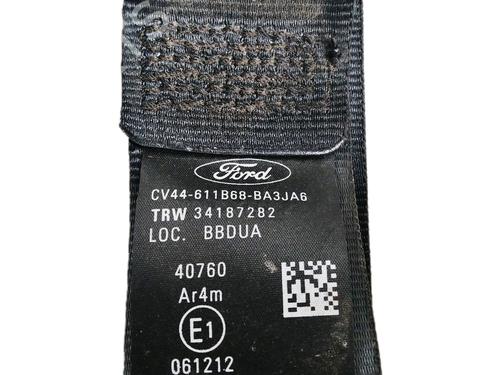 Ford
CV44-611B68-BA3JA6
TRW 34187282
LOC. BBDUA
40760
Ar4m
E1
061212